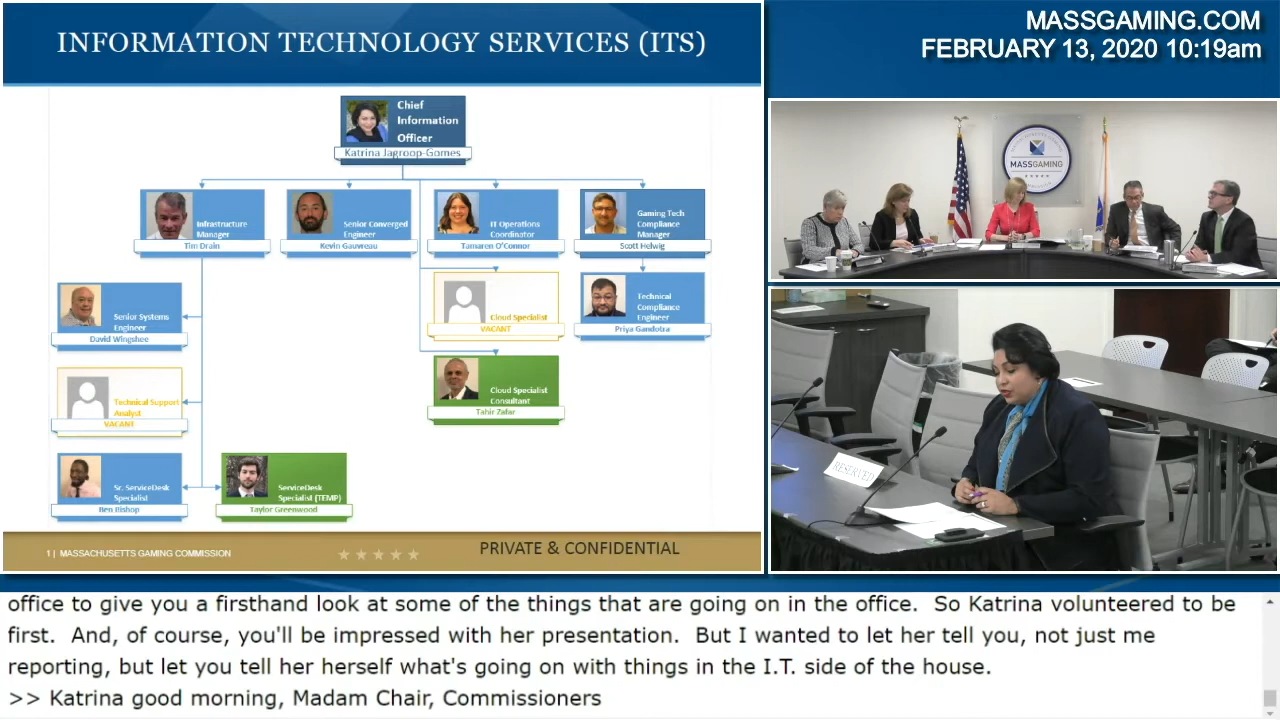 INFORMATION TECHNOLOGY SERVICES (ITS)
MASSGAMING.COM
FEBRUARY 13, 2020 10:19am
Chief
Information
Officer
Katrina Jagroop-Gomes
Infrastructure
Manager
Tim Drain
Senior Converged
Engineer
Kevin Gauvreau
IT Operations
Coordinator
Tamaren O'Connor
Gaming Tech
Compliance
Manager
Scott Helwig
Senior Systems
Engineer
David Wingshee
Cloud Specialist
VACANT
Technical
Compliance
Engineer
Priya Gandotra
Technical Support
Analyst
VACANT
Cloud Specialist
Consultant
Tahir Zafar
Sr. ServiceDesk
Specialist
Ben Bishop
ServiceDesk
Specialist (TEMP)
Taylor Greenwood
1 | MASSACHUSETTS GAMING COMMISSION
PRIVATE & CONFIDENTIAL
MASSGAMING
RESERVED
office to give you a firsthand look at some of the things that are going on in the office. So Katrina volunteered to be
first. And, of course, you'll be impressed with her presentation. But I wanted to let her tell you, not just me
reporting, but let you tell her herself what's going on with things in the I.T. side of the house.
>> Katrina good morning, Madam Chair, Commissioners